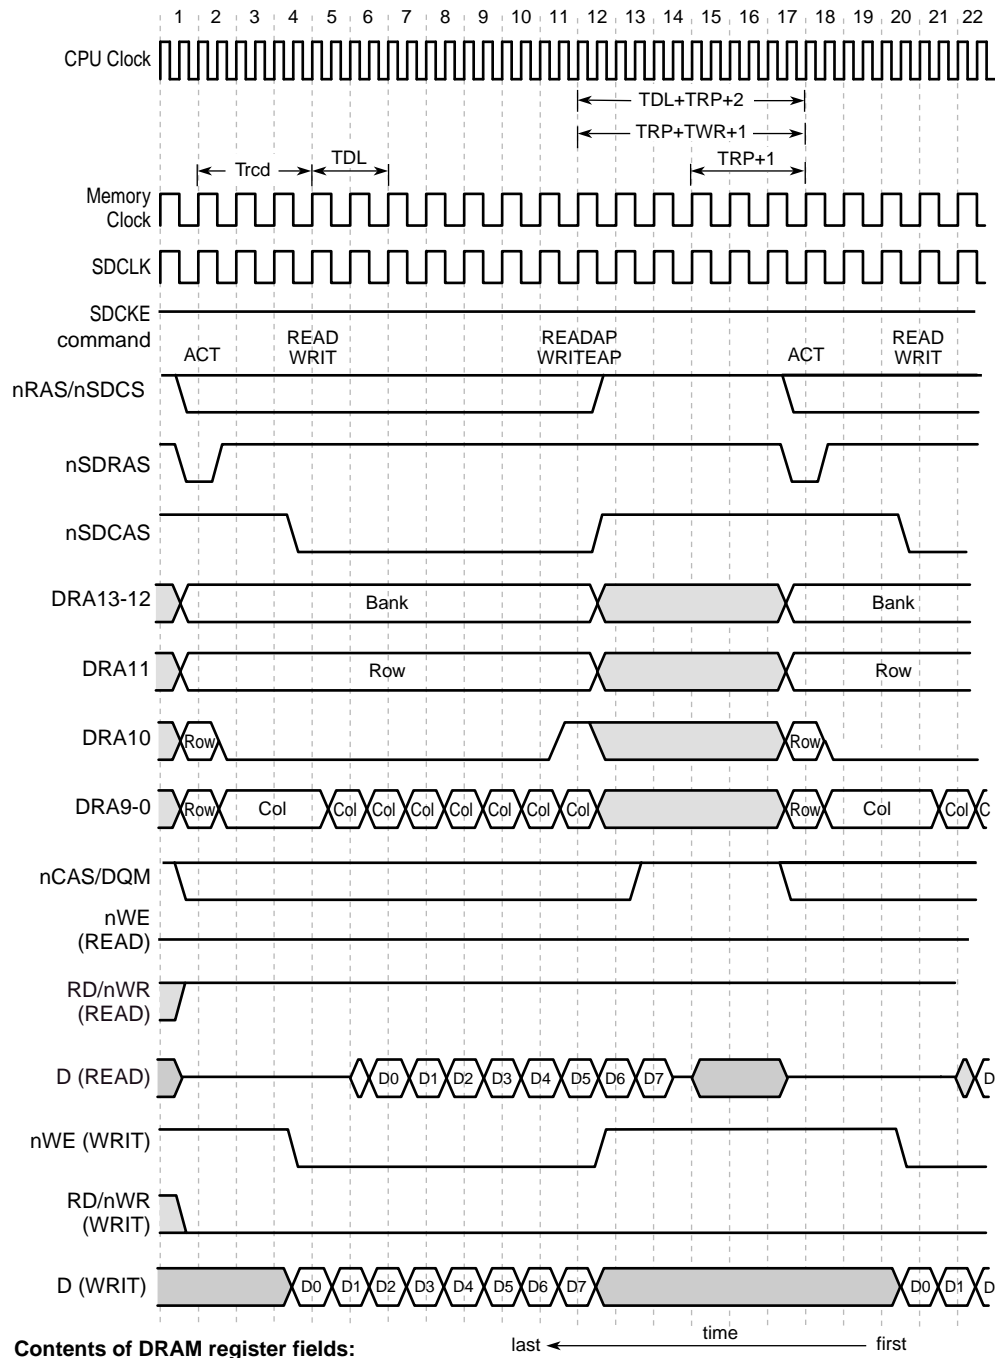 1 2 3 4 5 6 7 8 9 10 11 12 13 14 15 16 17 18 19 20 21 22
CPU Clock
TDL+TRP+2
TRP+TWR+1
Trcd TDL TRP+1
Memory
Clock
SDCLK
SDCKE
command
ACT READ WRIT READAP WRITEAP ACT READ WRIT
nRAS/nSDCS
nSDRAS
nSDCAS
DRA13-12 Bank Bank
DRA11 Row Row
DRA10 Row Row
DRA9-0 Row Col Col Col Col Col Col Col Col Row Col Col C
nCAS/DQM
nWE
(READ)
RD/nWR
(READ)
D (READ) D0 D1 D2 D3 D4 D5 D6 D7 D
nWE (WRIT)
RD/nWR
(WRIT)
D (WRIT) D0 D1 D2 D3 D4 D5 D6 D7 D0 D1 D
Contents of DRAM register fields: last time first